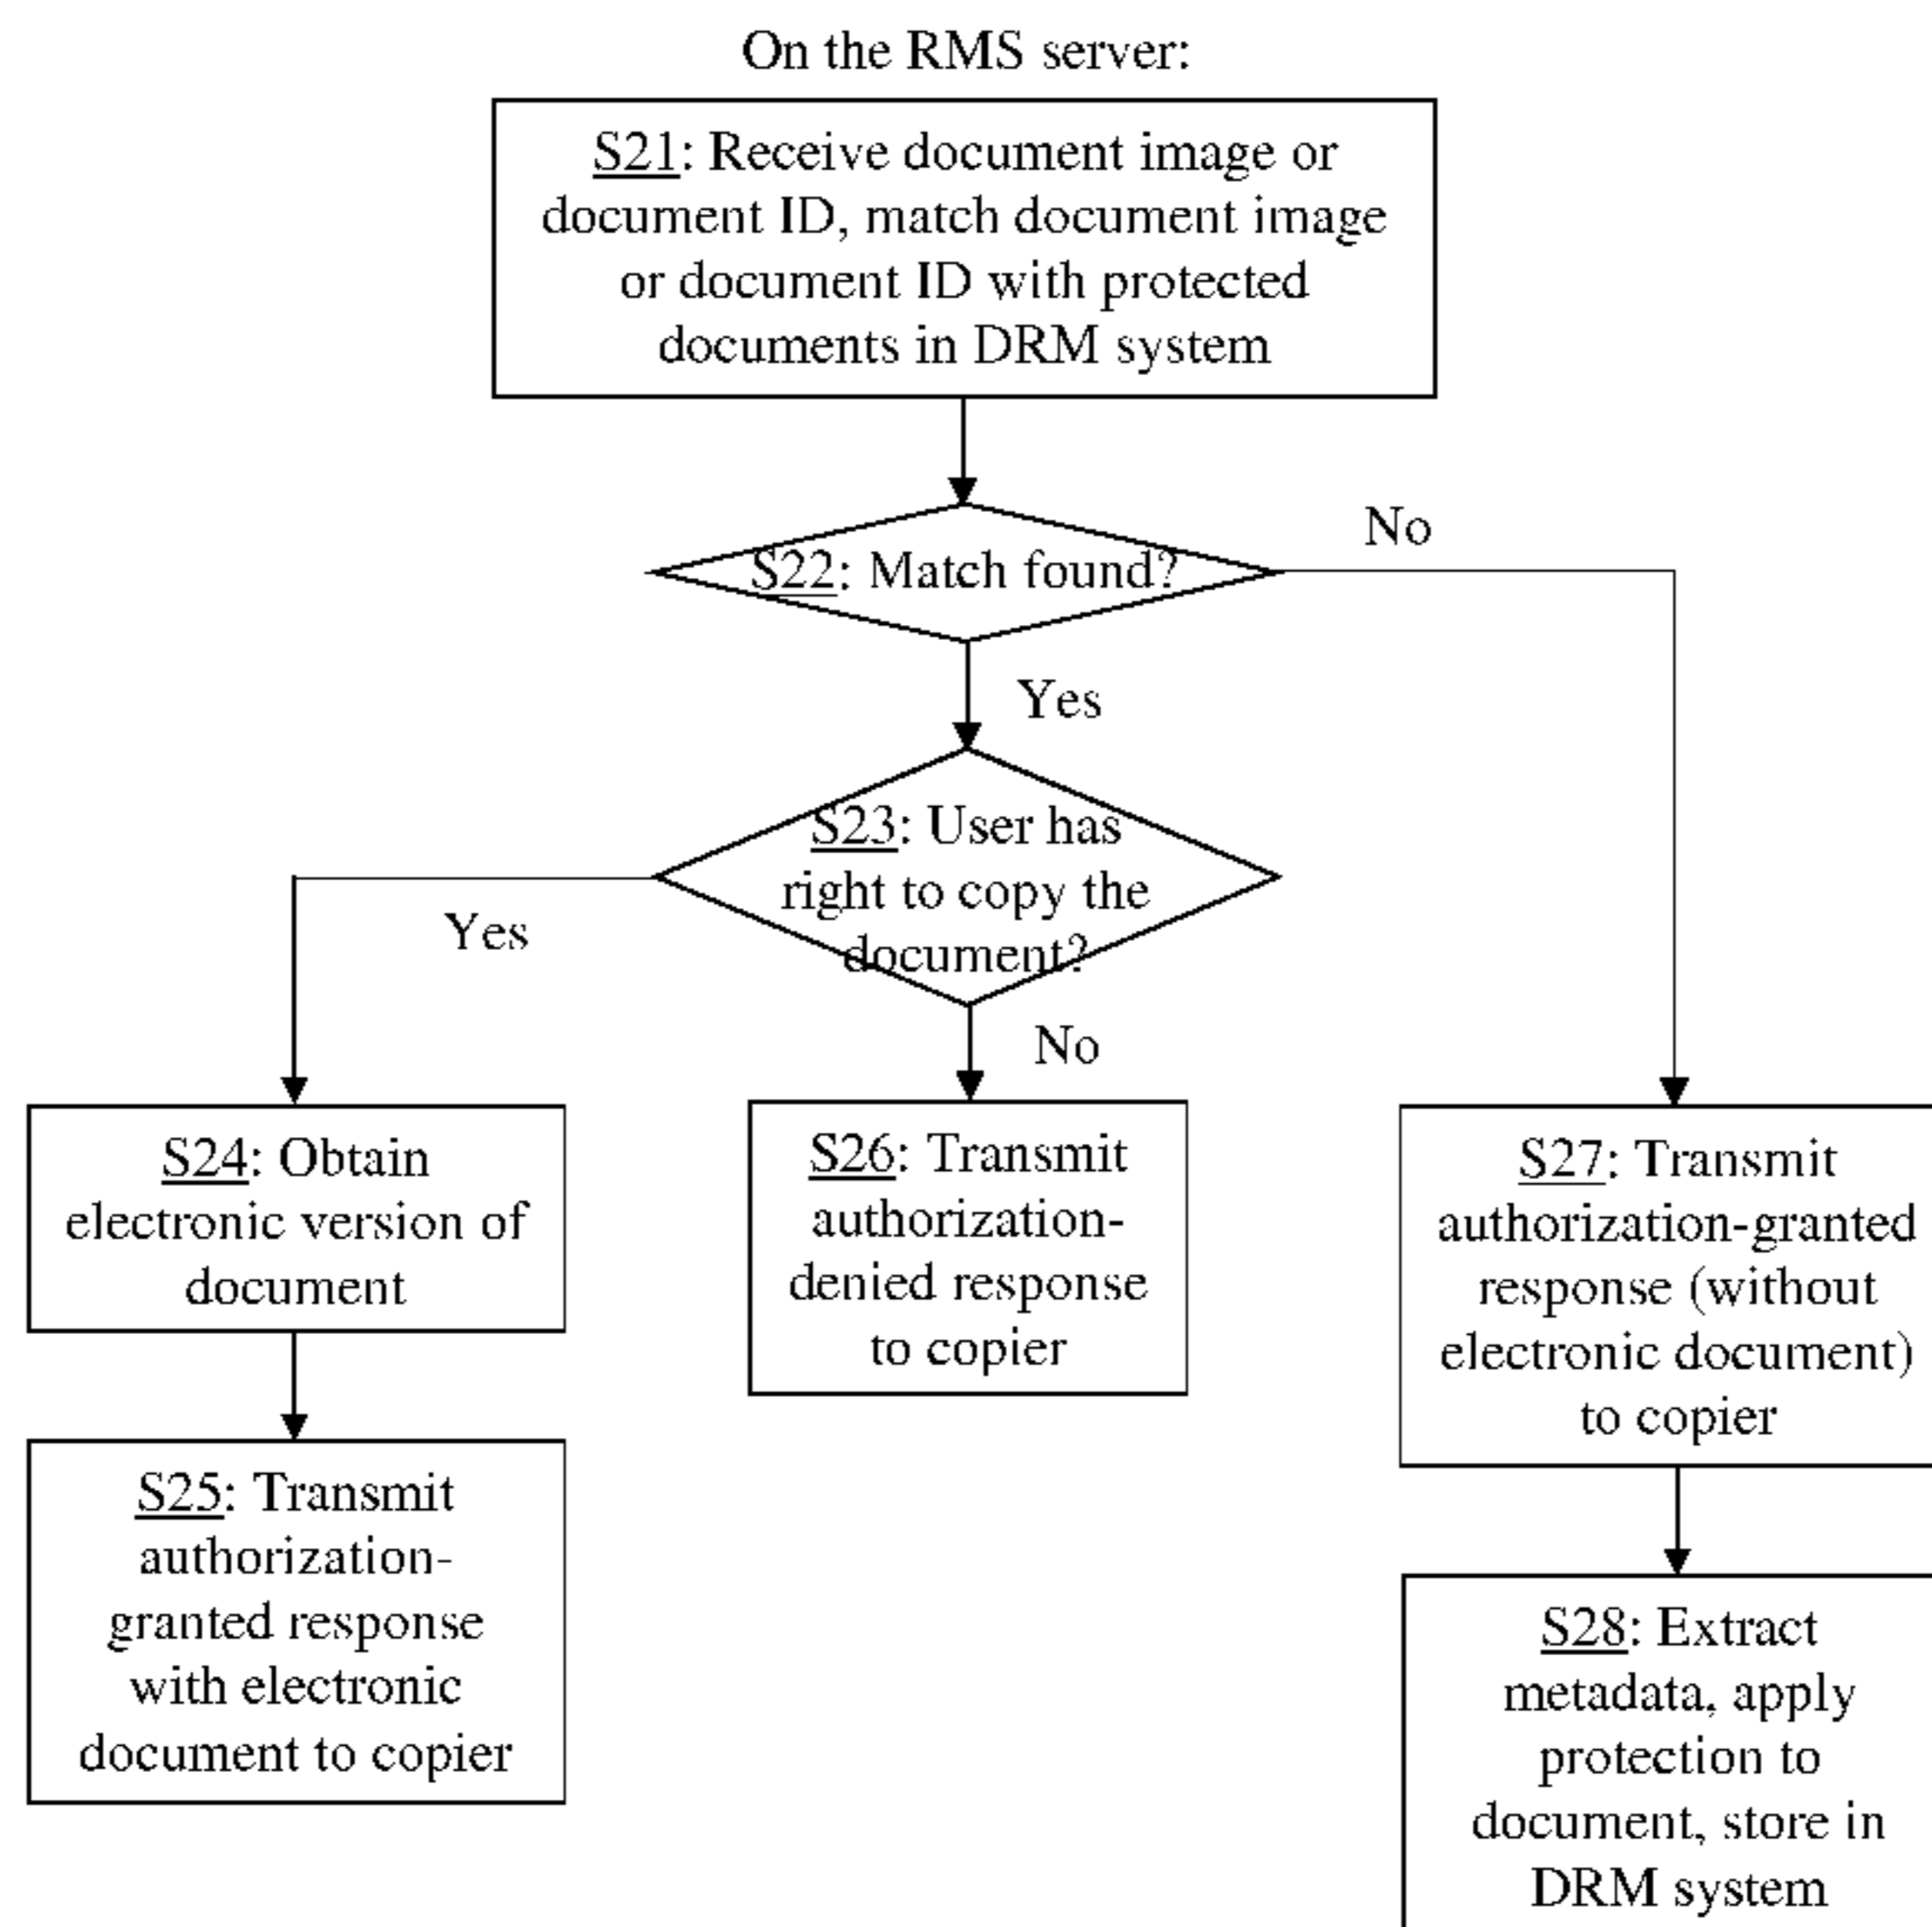 On the RMS server:
S21: Receive document image or
document ID, match document image
or document ID with protected
documents in DRM system
S22: Match found?
No
Yes
S23: User has
right to copy the
document?
Yes
No
S24: Obtain
electronic version of
document
S25: Transmit
authorization-
granted response
with electronic
document to copier
S26: Transmit
authorization-
denied response
to copier
S27: Transmit
authorization-granted
response (without
electronic document)
to copier
S28: Extract
metadata, apply
protection to
document, store in
DRM system